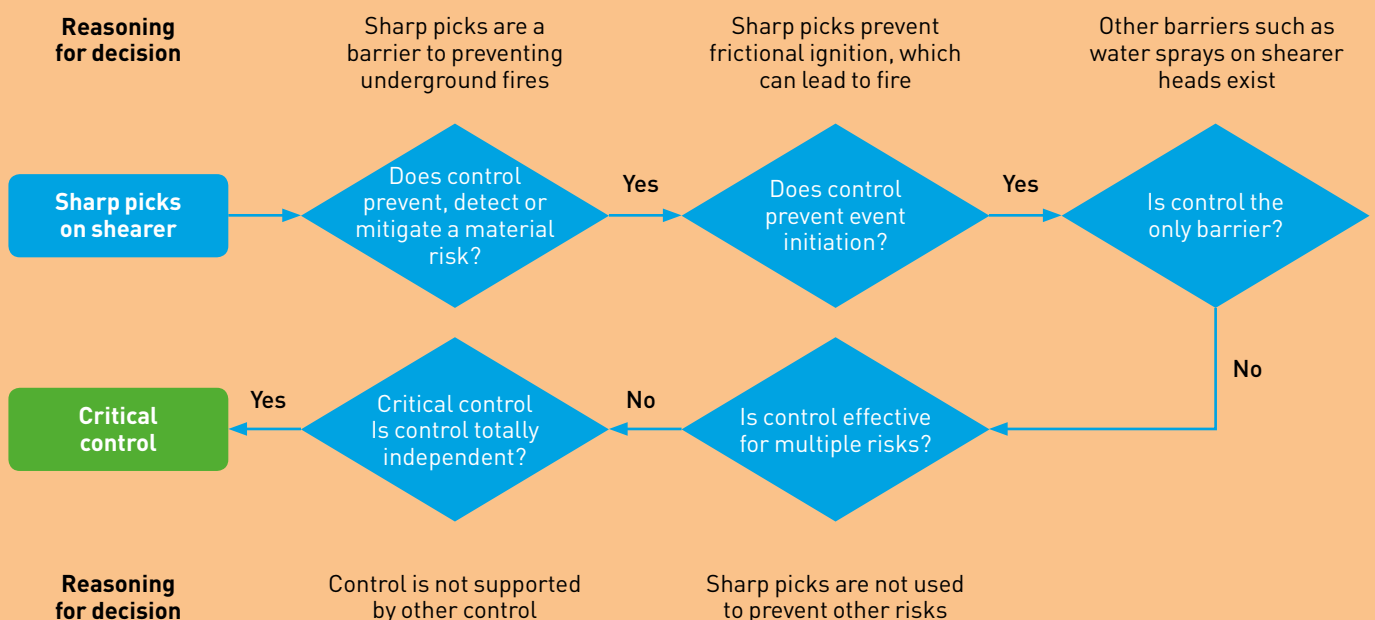 Reasoning
for decision
Sharp picks are a
barrier to preventing
underground fires
Sharp picks prevent
frictional ignition, which
can lead to fire
Other barriers such as
water sprays on shearer
heads exist
Sharp picks
on shearer
Does control
prevent, detect or
mitigate a material
risk?
Yes
Does control
prevent event
initiation?
Yes
Is control the
only barrier?
No
Is control effective
for multiple risks?
No
Critical control
Is control totally
independent?
Yes
Critical
control
Reasoning
for decision
Control is not supported
by other control
Sharp picks are not used
to prevent other risks